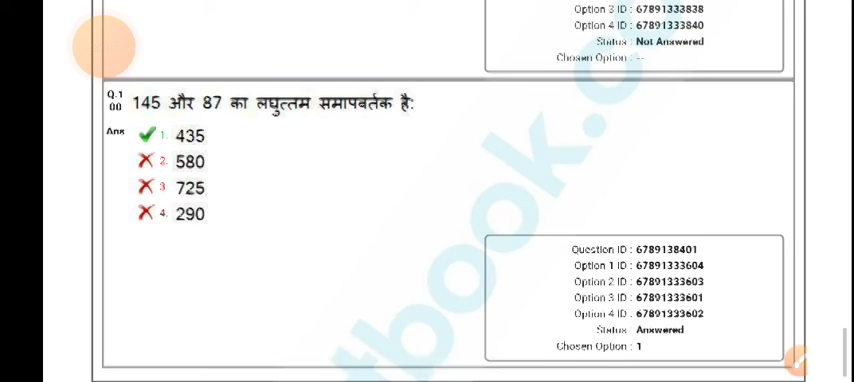 Option 3 ID : 67891333838
Option 4 ID : 67891333840
Status : Not Answered
Chosen Option : --
Q.1
00
145 और 87 का लघुत्तम समापवर्तक है:
Ans
1. 435
2. 580
3. 725
4. 290
Question ID : 6789138401
Option 1 ID : 67891333604
Option 2 ID : 67891333603
Option 3 ID : 67891333601
Option 4 ID : 67891333602
Status : Answered
Chosen Option : 1
tbook.co